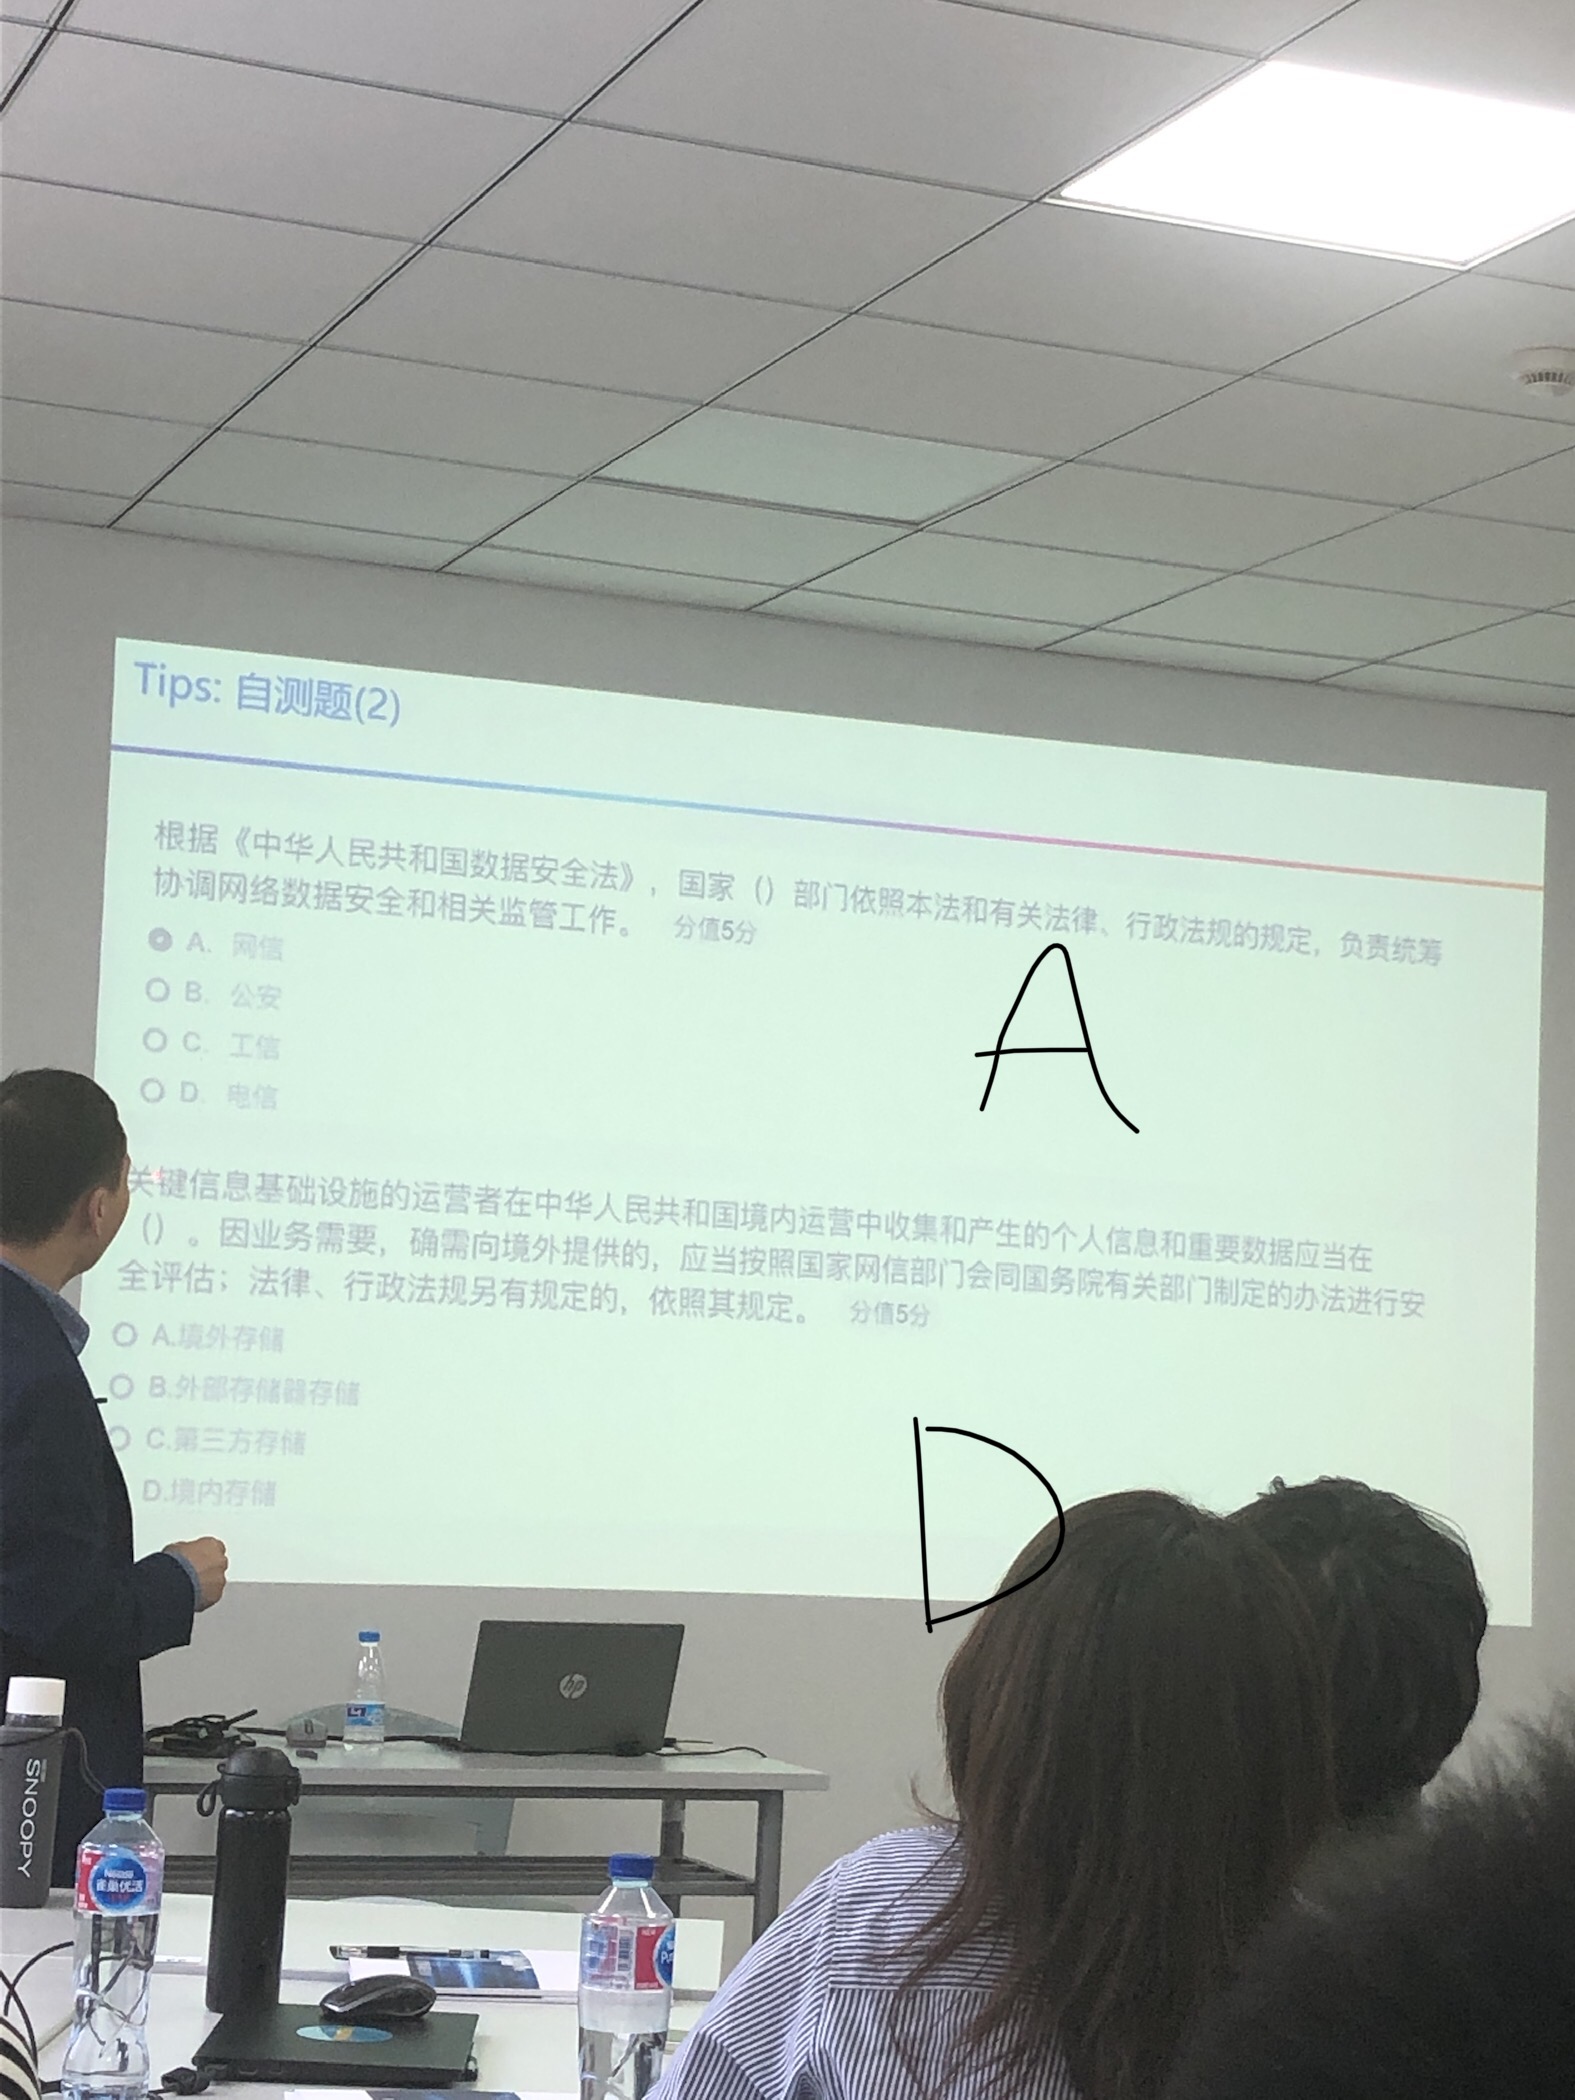 Tips: 自测题(2)
根据《中华人民共和国数据安全法》，国家（）部门依照本法和有关法律、行政法规的规定，负责统筹
协调网络数据安全和相关监管工作。 分值5分
A. 网信
B. 公安
C. 工信
D. 电信
A
关键信息基础设施的运营者在中华人民共和国境内运营中收集和产生的个人信息和重要数据应当在
（）。因业务需要，确需向境外提供的，应当按照国家网信部门会同国务院有关部门制定的办法进行安
全评估；法律、行政法规另有规定的，依照其规定。 分值5分
A.境外存储
B.外部存储器存储
C.第三方存储
D.境内存储
D
hp
SNOOPY
Nestlé
雀巢优活